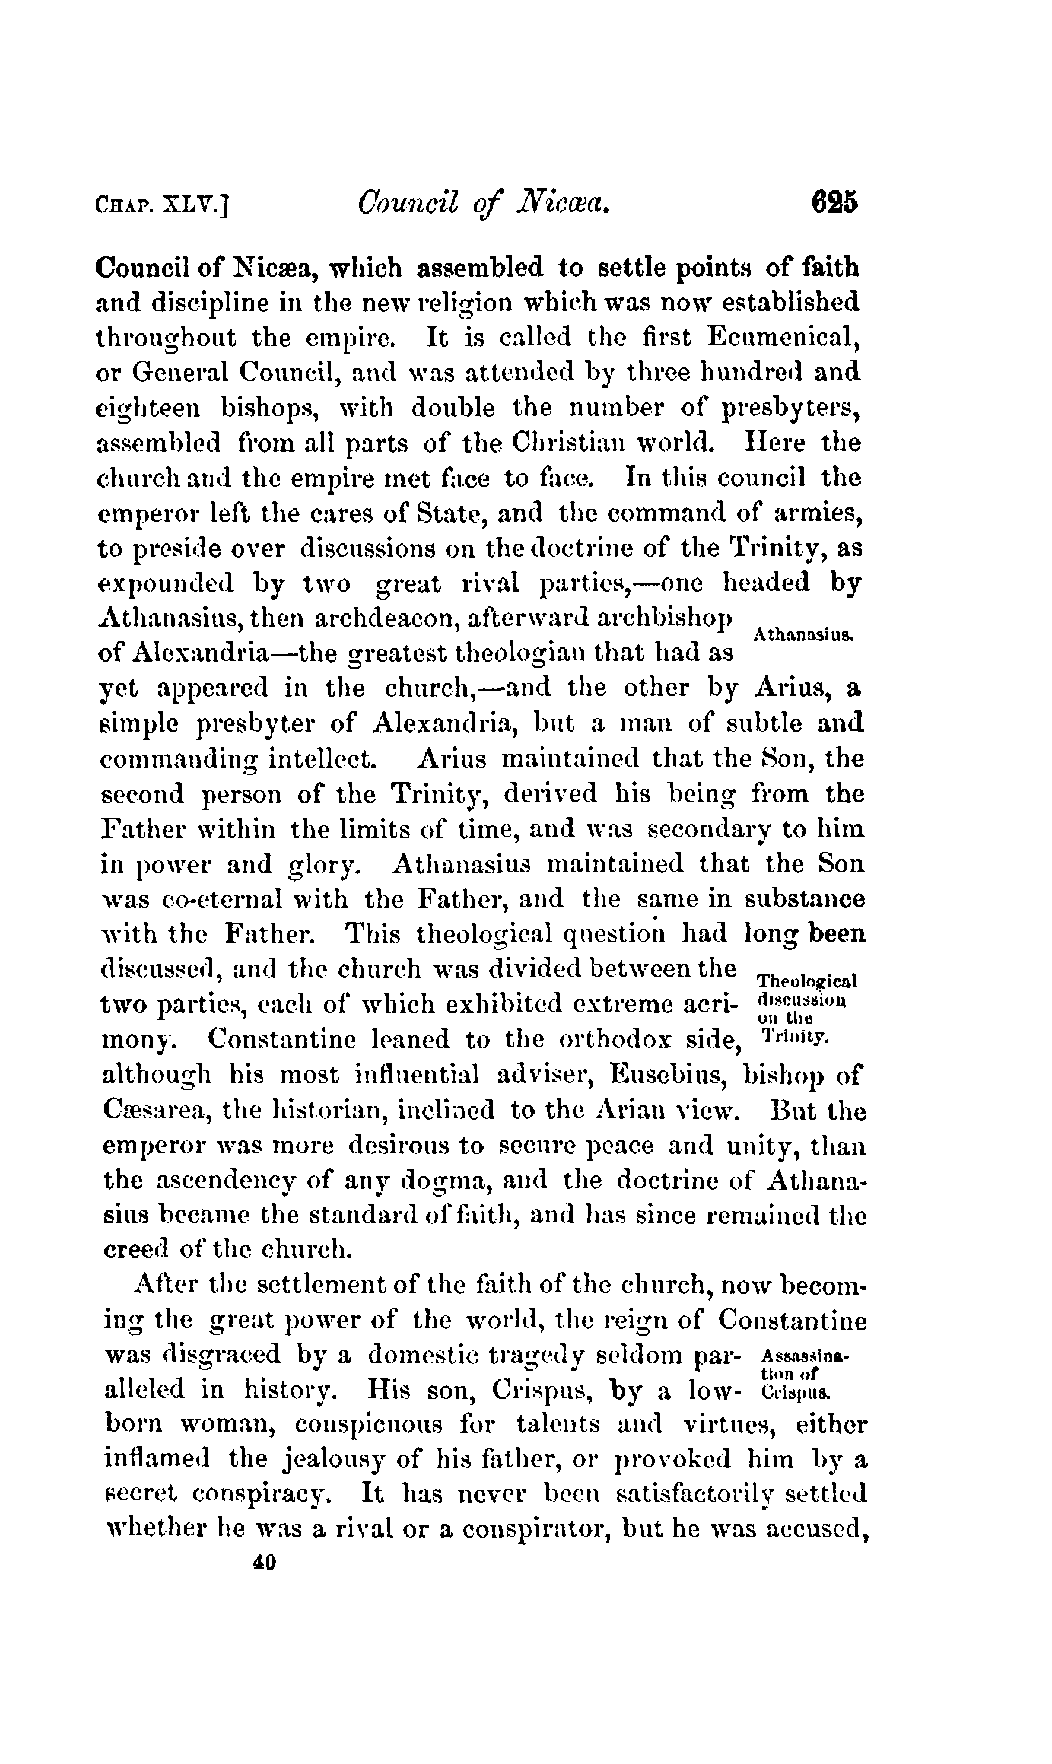 CHAP. XLV.] Council of Nicæa. 625
Council of Nicæa, which assembled to settle points of faith
and discipline in the new religion which was now established
throughout the empire. It is called the first Ecumenical,
or General Council, and was attended by three hundred and
eighteen bishops, with double the number of presbyters,
assembled from all parts of the Christian world. Here the
church and the empire met face to face. In this council the
emperor left the cares of State, and the command of armies,
to preside over discussions on the doctrine of the Trinity, as
expounded by two great rival parties,—one headed by
Athanasius, then archdeacon, afterward archbishop
Athanasius.
of Alexandria—the greatest theologian that had as
yet appeared in the church,—and the other by Arius, a
simple presbyter of Alexandria, but a man of subtle and
commanding intellect. Arius maintained that the Son, the
second person of the Trinity, derived his being from the
Father within the limits of time, and was secondary to him
in power and glory. Athanasius maintained that the Son
was co-eternal with the Father, and the same in substance
with the Father. This theological question had long been
discussed, and the church was divided between the
Theological
two parties, each of which exhibited extreme acri-
discussion
on the
mony. Constantine leaned to the orthodox side,
Trinity.
although his most influential adviser, Eusebius, bishop of
Cæsarea, the historian, inclined to the Arian view. But the
emperor was more desirous to secure peace and unity, than
the ascendency of any dogma, and the doctrine of Athana-
sius became the standard of faith, and has since remained the
creed of the church.
After the settlement of the faith of the church, now becom-
ing the great power of the world, the reign of Constantine
was disgraced by a domestic tragedy seldom par-
Assassina-
tion of
alleled in history. His son, Crispus, by a low-
Crispus.
born woman, conspicuous for talents and virtues, either
inflamed the jealousy of his father, or provoked him by a
secret conspiracy. It has never been satisfactorily settled
whether he was a rival or a conspirator, but he was accused,
40